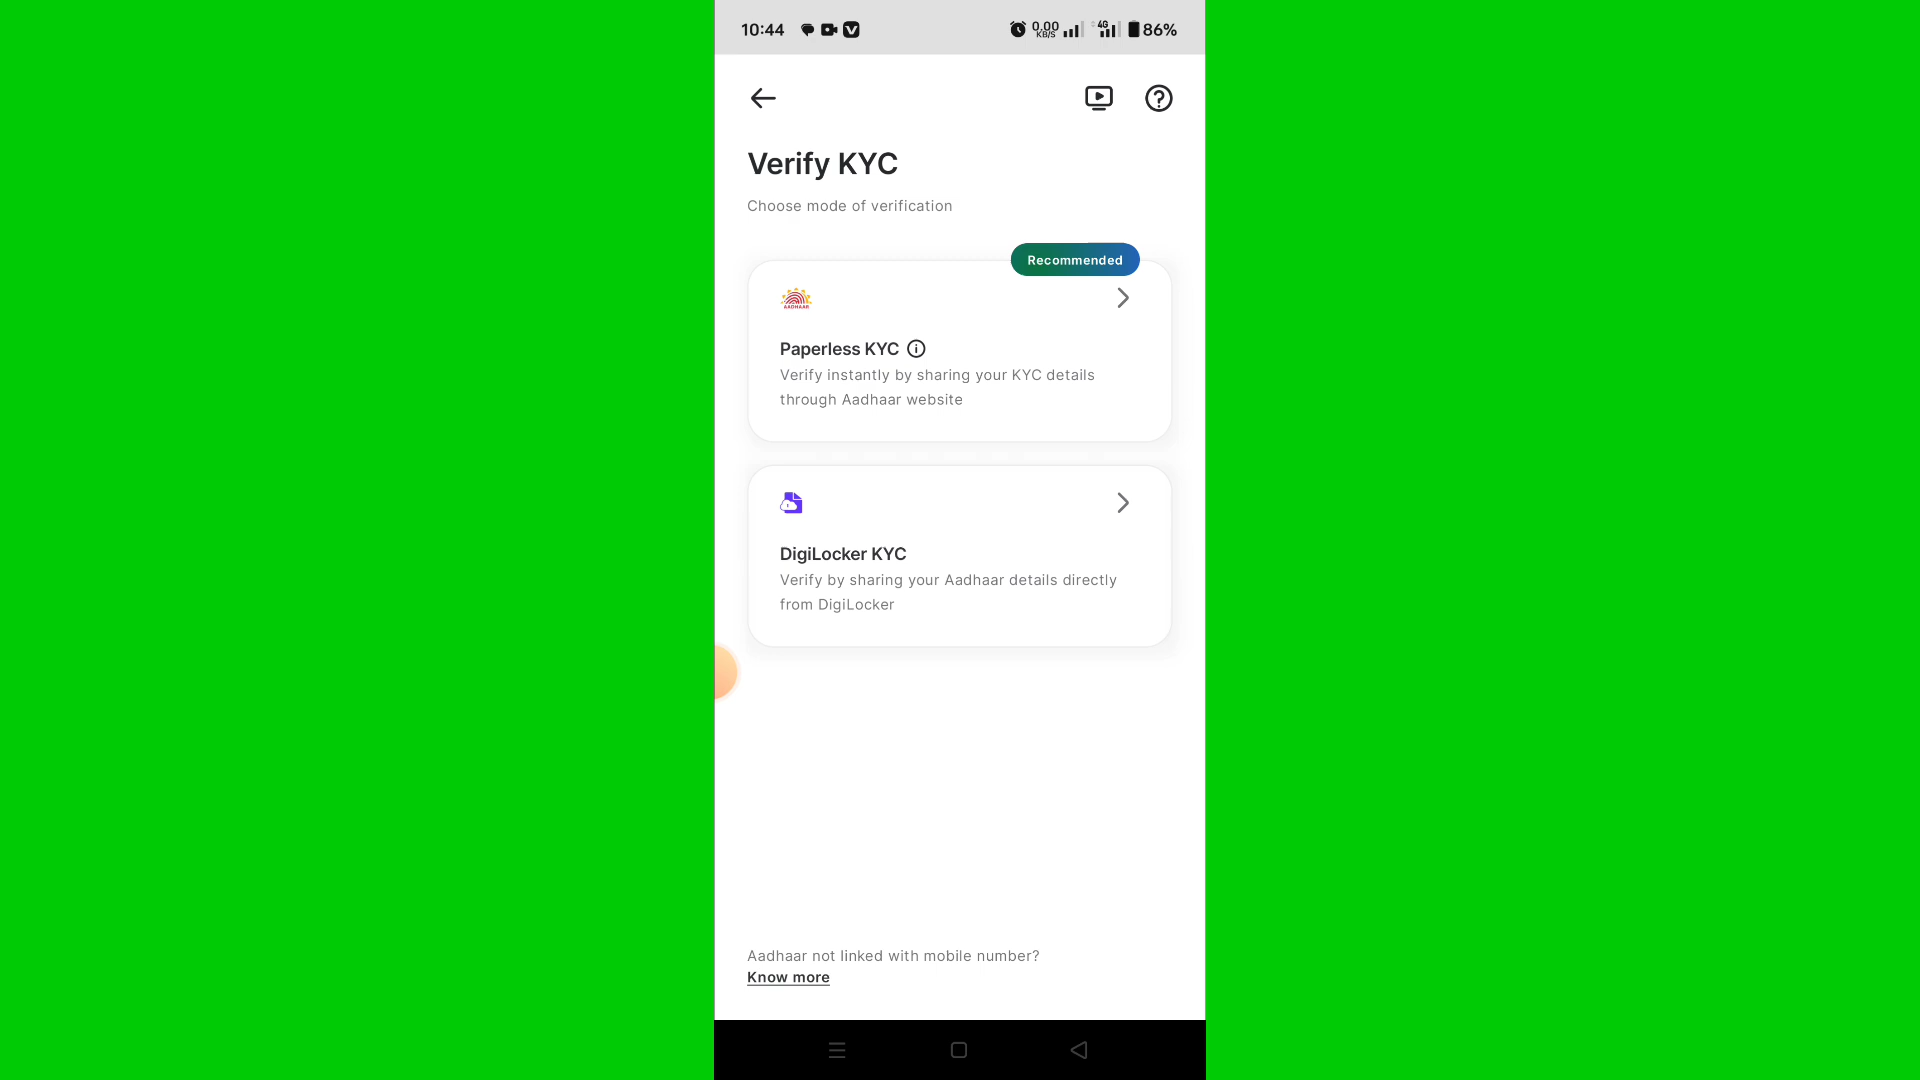 10:44
0.00
KB/S
4G
86%
Verify KYC
Choose mode of verification
Recommended
AADHAAR
Paperless KYC
Verify instantly by sharing your KYC details
through Aadhaar website
DigiLocker KYC
Verify by sharing your Aadhaar details directly
from DigiLocker
Aadhaar not linked with mobile number?
Know more